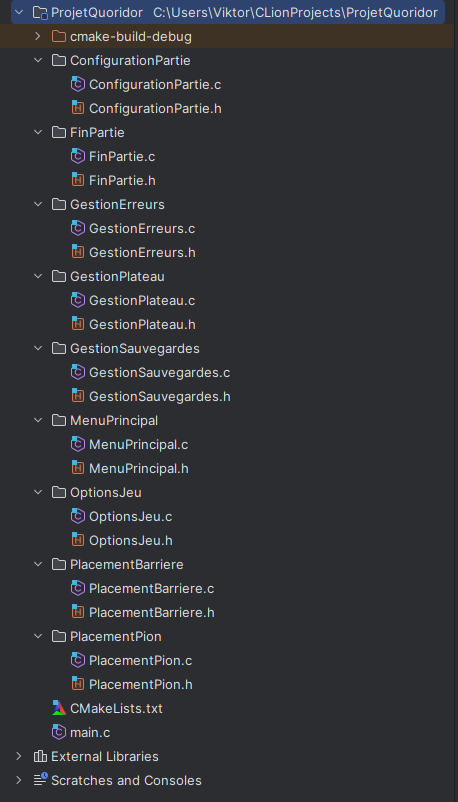 ProjetQuoridor C:\Users\Viktor\CLionProjects\ProjetQuoridor
cmake-build-debug
ConfigurationPartie
ConfigurationPartie.c
ConfigurationPartie.h
FinPartie
FinPartie.c
FinPartie.h
GestionErreurs
GestionErreurs.c
GestionErreurs.h
GestionPlateau
GestionPlateau.c
GestionPlateau.h
GestionSauvegardes
GestionSauvegardes.c
GestionSauvegardes.h
MenuPrincipal
MenuPrincipal.c
MenuPrincipal.h
OptionsJeu
OptionsJeu.c
OptionsJeu.h
PlacementBarriere
PlacementBarriere.c
PlacementBarriere.h
PlacementPion
PlacementPion.c
PlacementPion.h
CMakeLists.txt
main.c
External Libraries
Scratches and Consoles